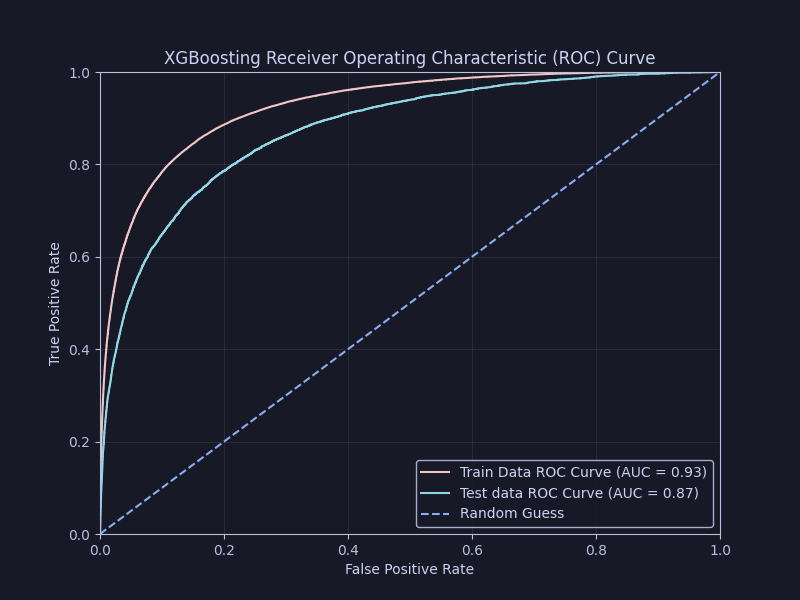 XGBoosting Receiver Operating Characteristic (ROC) Curve
1.0
0.8
0.6
0.4
0.2
0.0
True Positive Rate
Train Data ROC Curve (AUC = 0.93)
Test data ROC Curve (AUC = 0.87)
Random Guess
0.0 0.2 0.4 0.6 0.8 1.0
False Positive Rate